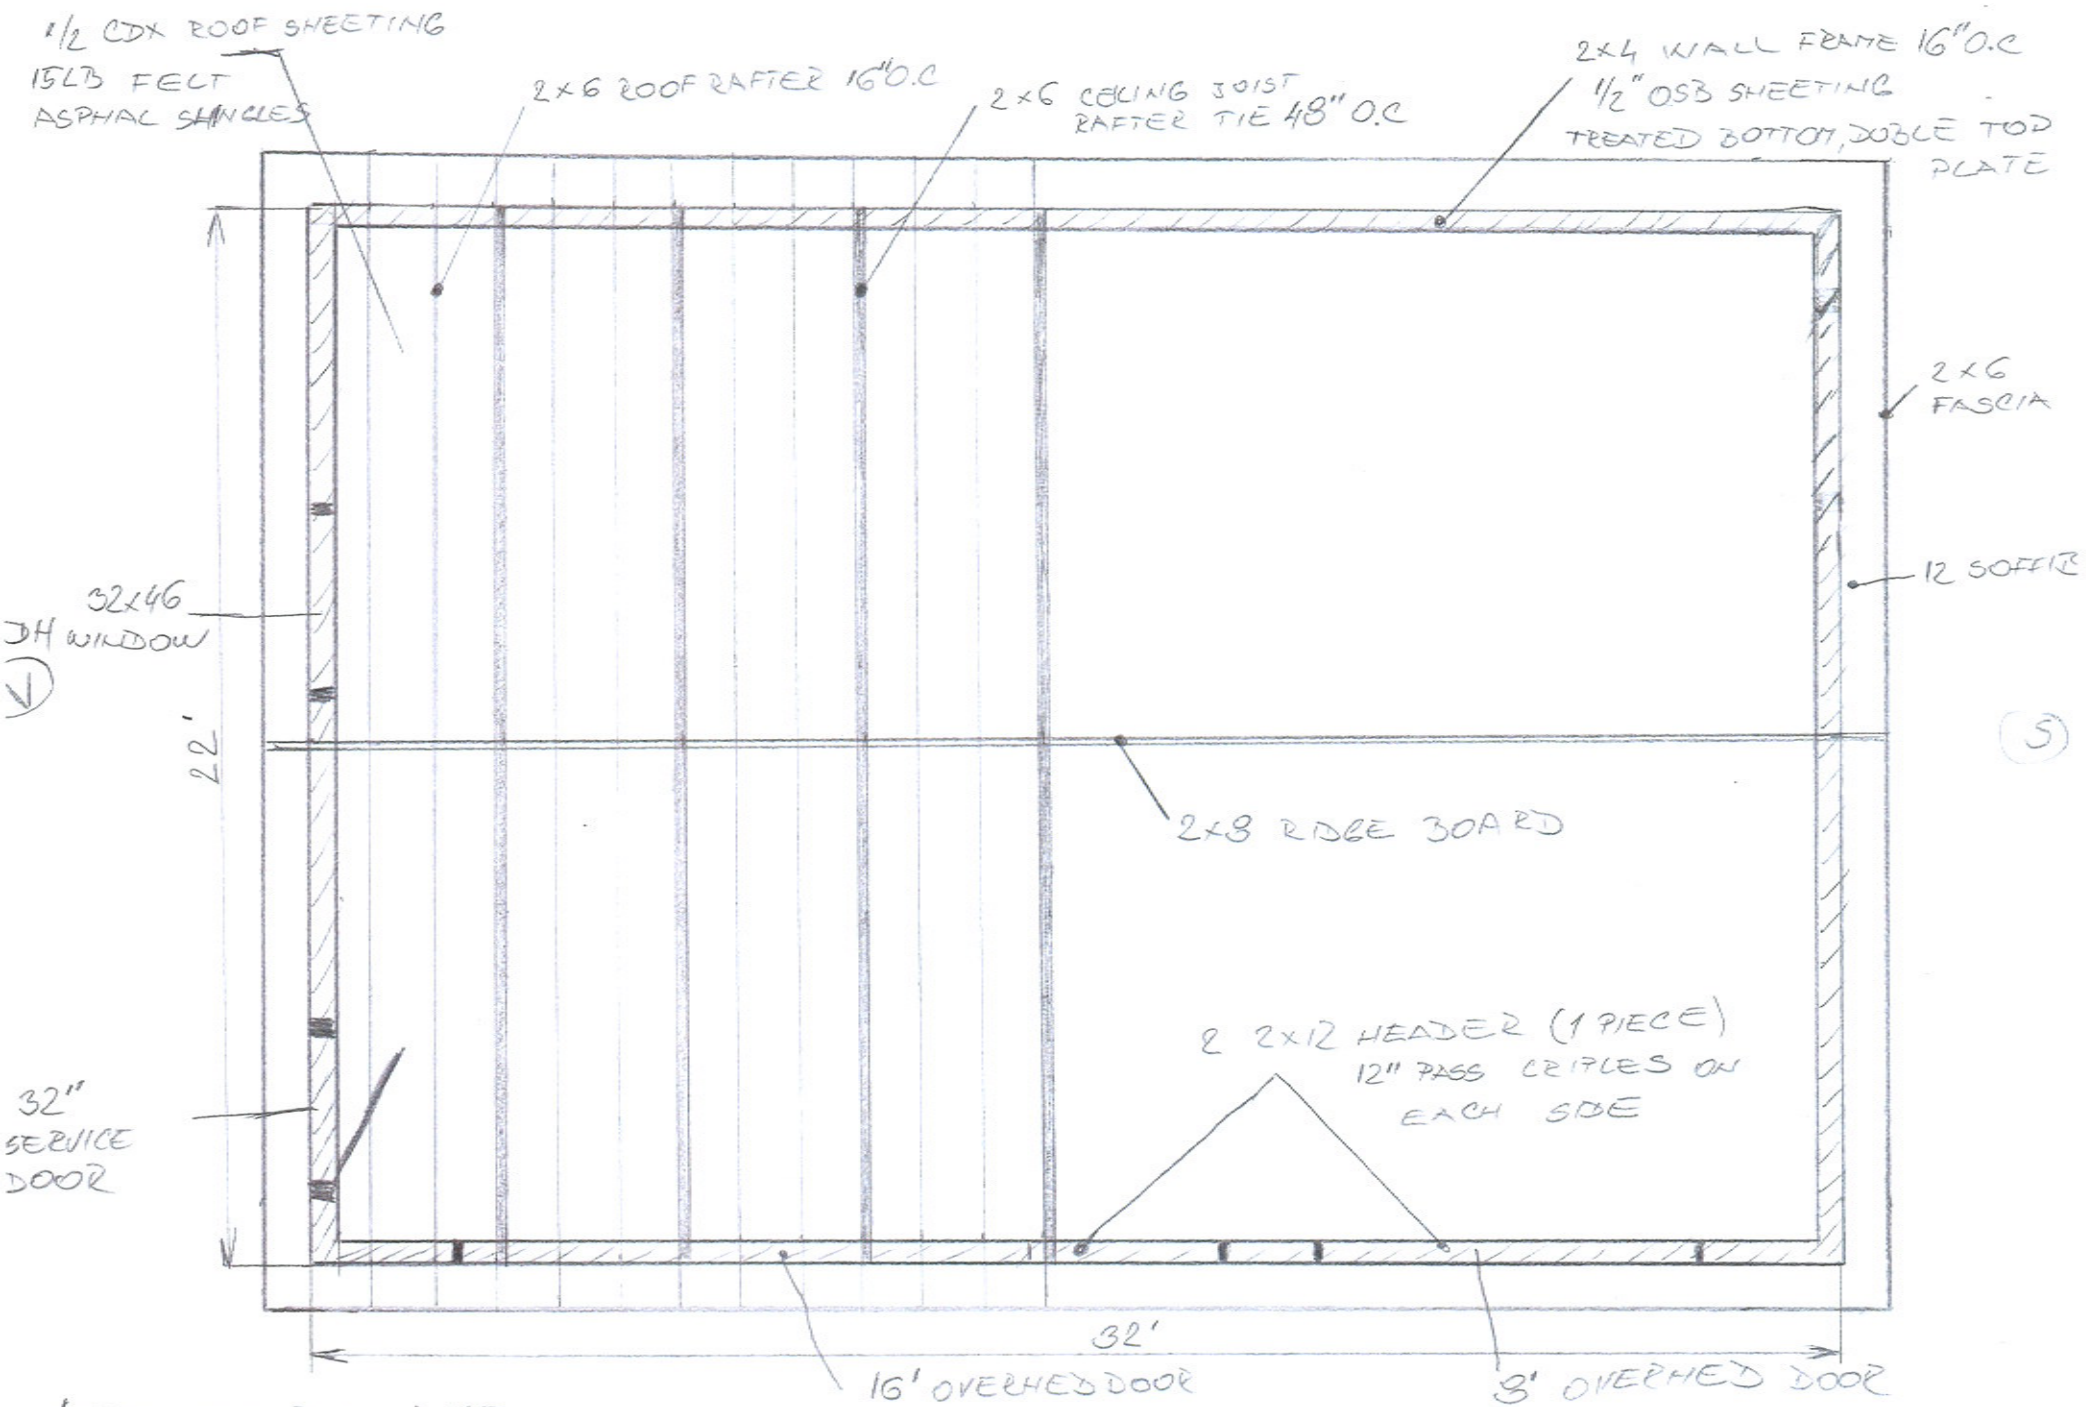 1/2 CDX ROOF SHEETING
15LB FELT
ASPHAL SHINGLES
2x6 ROOF RAFTER 16"O.C
2x6 CEILING JOIST
RAFTER TIE 48" O.C
2x4 WALL FRAME 16"O.C
1/2" OSB SHEETING
TREATED BOTTOM, DOBLE TOP
PLATE
2x6
FASCIA
12 SOFFIT
32x46
DH WINDOW
22'
S
2x8 RIDGE BOARD
2 2x12 HEADER (1 PIECE)
12" PASS CRIPLES ON
EACH SIDE
32"
SERVICE
DOOR
32'
16' OVERHED DOOR
8' OVERHED DOOR